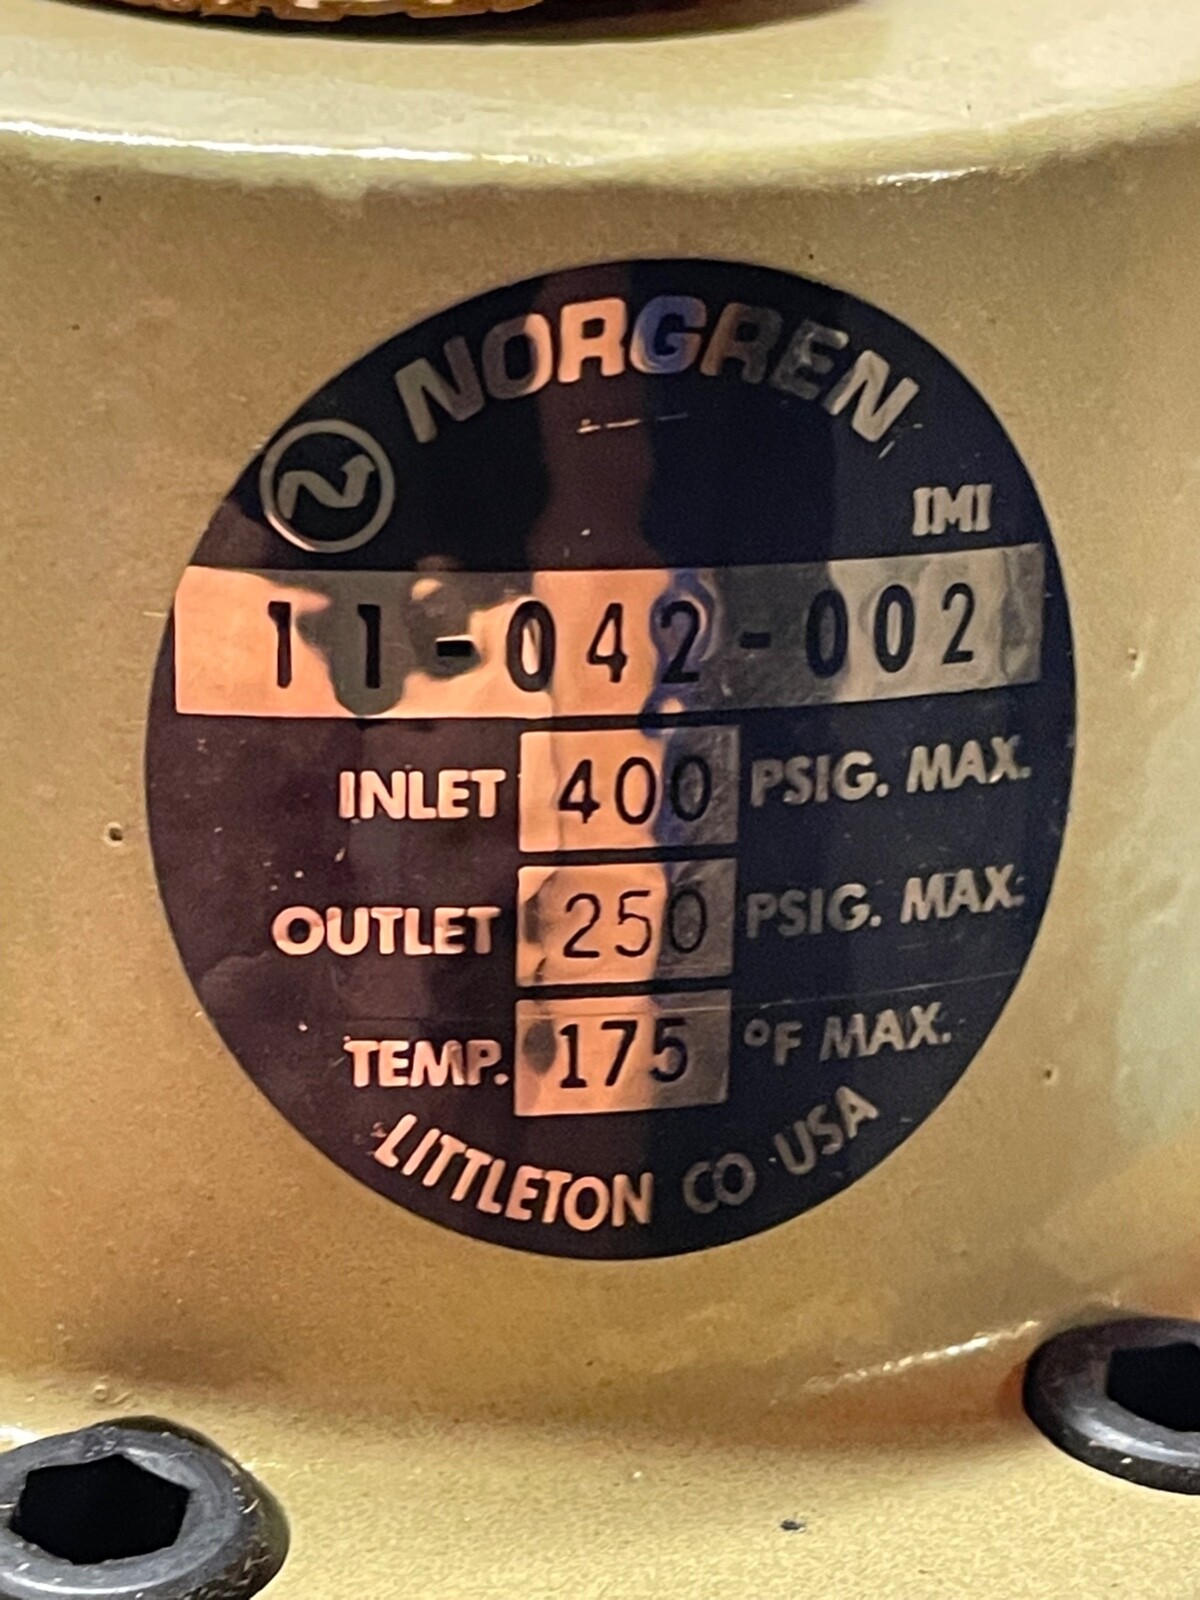 NORGREN
IMI
11-042-002
INLET 400 PSIG. MAX.
OUTLET 250 PSIG. MAX.
TEMP. 175 °F MAX.
LITTLETON CO USA